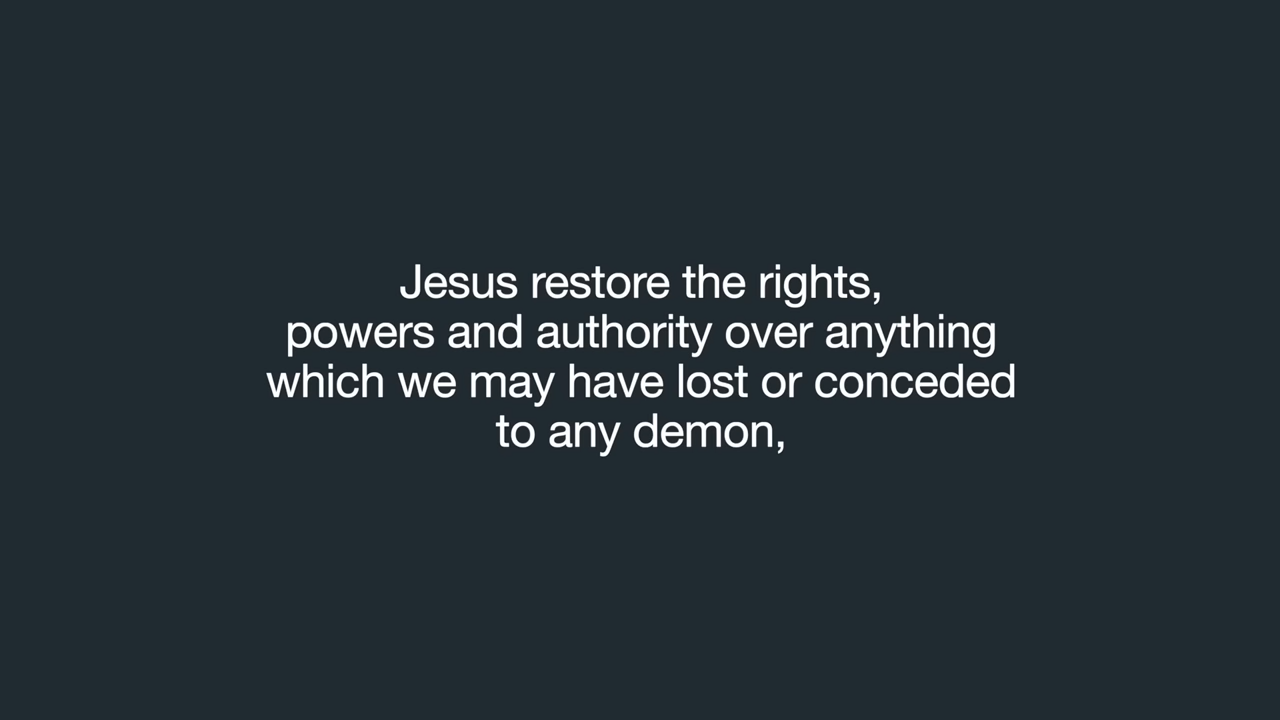 Jesus restore the rights,
powers and authority over anything
which we may have lost or conceded
to any demon,